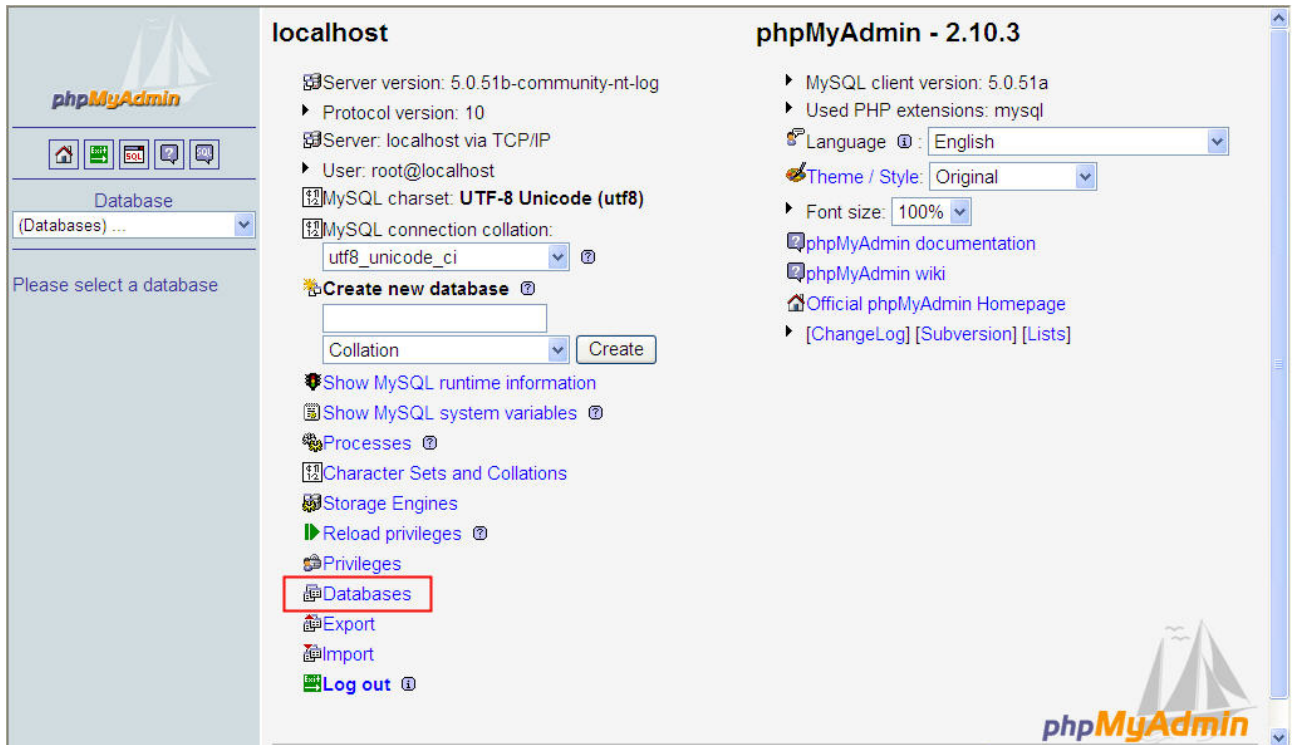 phpMyAdmin
Exit
SQL
SQL
Database
(Databases) ...
Please select a database
localhost
Server version: 5.0.51b-community-nt-log
Protocol version: 10
Server: localhost via TCP/IP
User: root@localhost
MySQL charset: UTF-8 Unicode (utf8)
MySQL connection collation:
utf8_unicode_ci
Create new database
Collation
Create
Show MySQL runtime information
Show MySQL system variables
Processes
Character Sets and Collations
Storage Engines
Reload privileges
Privileges
Databases
Export
Import
Log out
phpMyAdmin - 2.10.3
MySQL client version: 5.0.51a
Used PHP extensions: mysql
Language : English
Theme / Style: Original
Font size: 100%
phpMyAdmin documentation
phpMyAdmin wiki
Official phpMyAdmin Homepage
[ChangeLog] [Subversion] [Lists]
phpMyAdmin